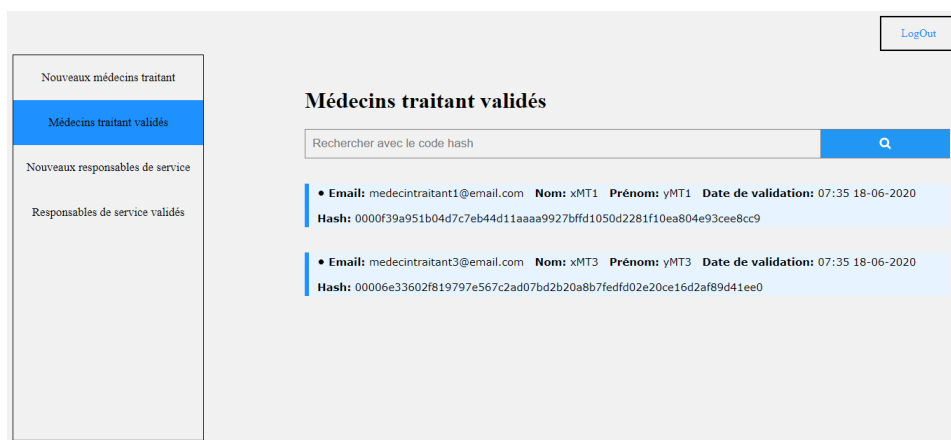 LogOut
Nouveaux médecins traitant
Médecins traitant validés
Nouveaux responsables de service
Responsables de service validés
Médecins traitant validés
Rechercher avec le code hash
• Email: medecintraitant1@email.com Nom: xMT1 Prénom: yMT1 Date de validation: 07:35 18-06-2020
Hash: 0000f39a951b04d7c7eb44d11aaaa9927bffd1050d2281f10ea804e93cee8cc9
• Email: medecintraitant3@email.com Nom: xMT3 Prénom: yMT3 Date de validation: 07:35 18-06-2020
Hash: 00006e33602f819797e567c2ad07bd2b20a8b7fedfd02e20ce16d2af89d41ee0